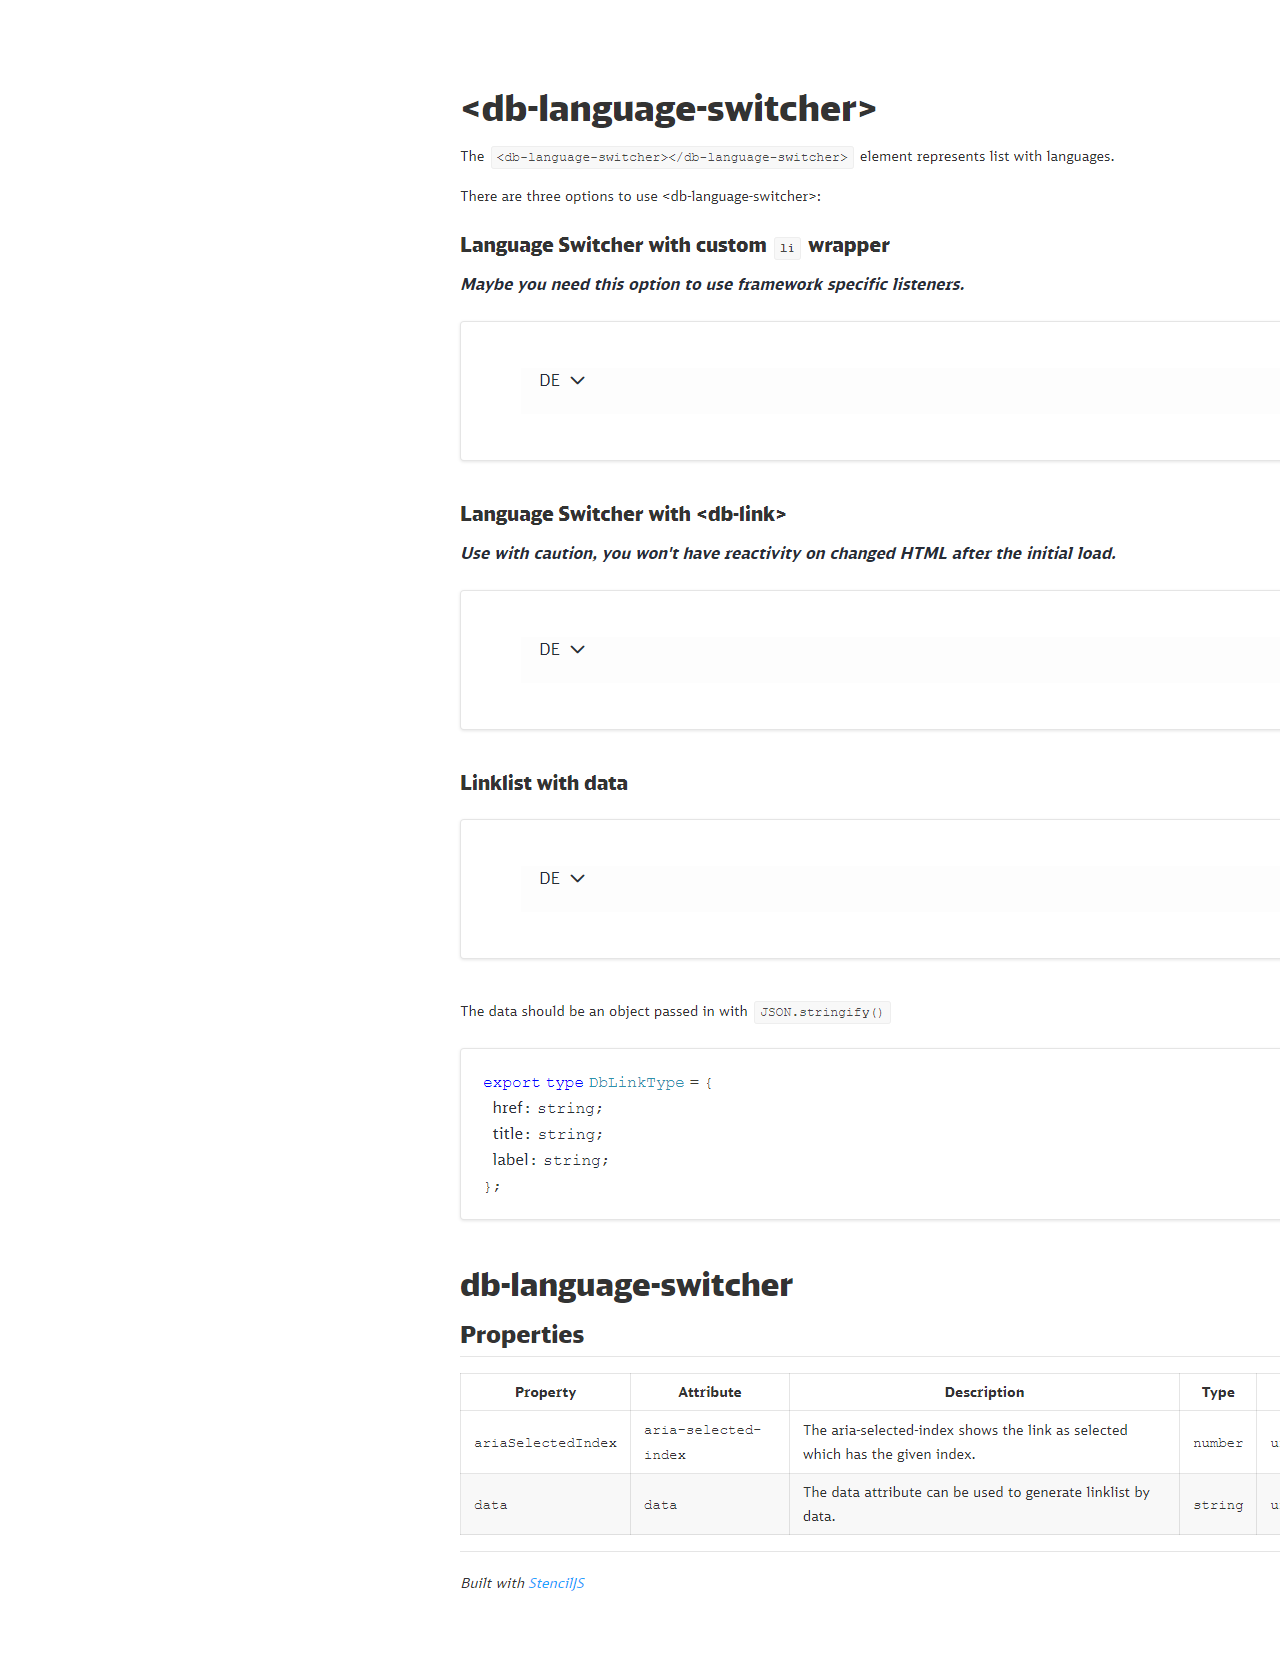 <db-language-switcher>
The <db-language-switcher></db-language-switcher> element represents list with languages.
There are three options to use <db-language-switcher>:
Language Switcher with custom li wrapper
Maybe you need this option to use framework specific listeners.
DE
Language Switcher with <db-link>
Use with caution, you won't have reactivity on changed HTML after the initial load.
DE
Linklist with data
DE
The data should be an object passed in with JSON.stringify()
export type DbLinkType = {
href: string;
title: string;
label: string;
};
db-language-switcher
Properties
Property Attribute Description Type
ariaSelectedIndex aria-selected-index The aria-selected-index shows the link as selected which has the given index. number
data data The data attribute can be used to generate linklist by data. string
Built with StencilJS